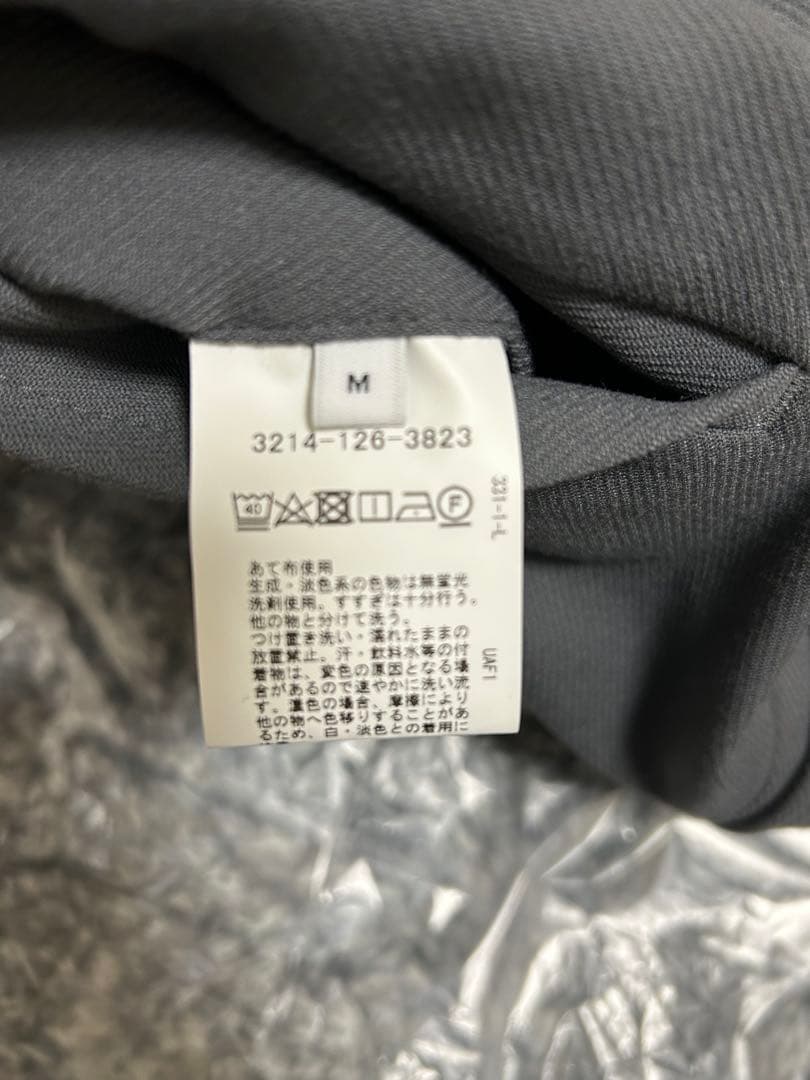 M
3214-126-3823
40
F
331-1-L
あて布使用
生成・淡色系の色物は無蛍光
洗剤使用。すすぎは十分行う。
他の物と分けて洗う。
つけ置き洗い・濡れたままの
放置禁止。汗・飲料水等の付
着物は、変色の原因となる場
合があるので速やかに洗い流
す。濃色の場合、摩擦により
他の物へ色移りすることがあ
るため、白・淡色との着用に
UAF1